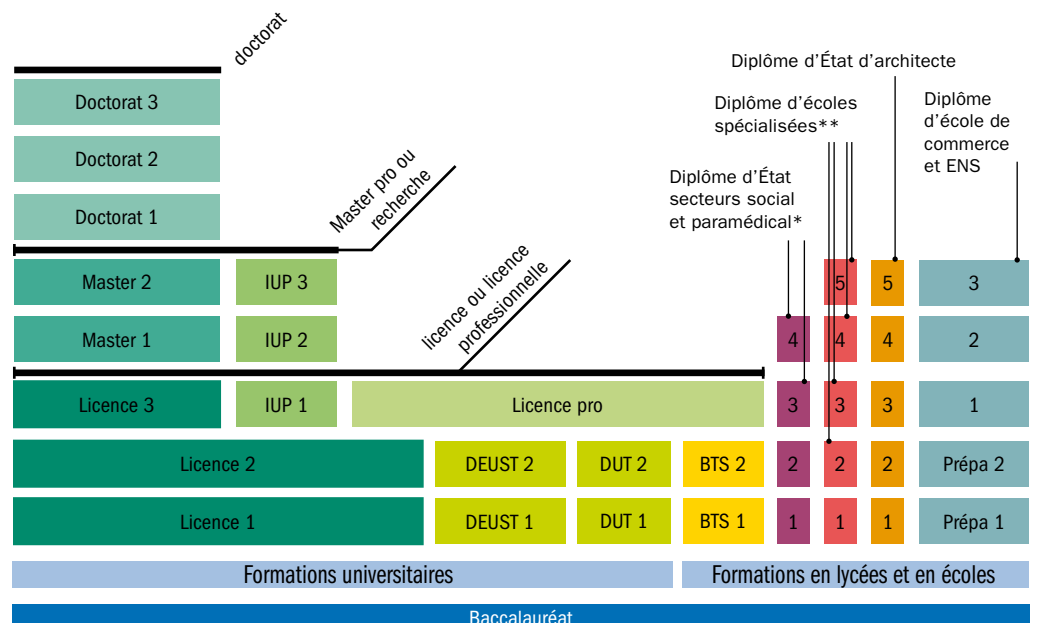 doctorat
Diplôme d'État d'architecte
Doctorat 3
Diplôme d'écoles
spécialisées**
Diplôme
d'école de
commerce
et ENS
Doctorat 2
Master pro ou
recherche
Diplôme d'État
secteurs social
et paramédical*
Doctorat 1
licence ou licence
professionnelle
Master 2 IUP 3 5 5 3
Master 1 IUP 2 4 4 4 2
Licence 3 IUP 1 Licence pro 3 3 3 1
Licence 2 DEUST 2 DUT 2 BTS 2 2 2 2 Prépa 2
Licence 1 DEUST 1 DUT 1 BTS 1 1 1 1 Prépa 1
Formations universitaires Formations en lycées et en écoles
Baccalauréat